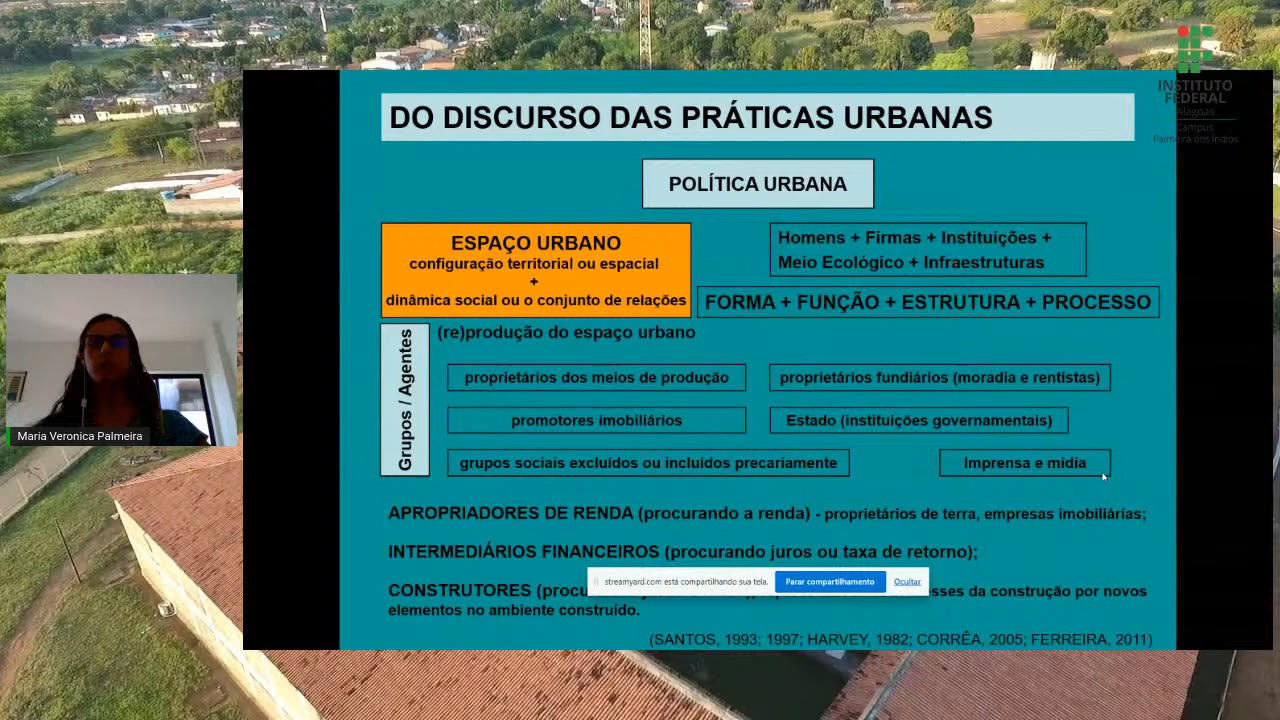 DO DISCURSO DAS PRÁTICAS URBANAS
INSTITUTO
FEDERAL
Alagoas
Campus
Palmeira dos Índios
POLÍTICA URBANA
ESPAÇO URBANO
configuração territorial ou espacial
+
dinâmica social ou o conjunto de relações
Homens + Firmas + Instituições +
Meio Ecológico + Infraestruturas
FORMA + FUNÇÃO + ESTRUTURA + PROCESSO
Grupos / Agentes
(re)produção do espaço urbano
proprietários dos meios de produção
proprietários fundiários (moradia e rentistas)
promotores imobiliários
Estado (instituições governamentais)
grupos sociais excluídos ou incluídos precariamente
Imprensa e mídia
Maria Veronica Palmeira
APROPRIADORES DE RENDA (procurando a renda) - proprietários de terra, empresas imobiliárias;
INTERMEDIÁRIOS FINANCEIROS (procurando juros ou taxa de retorno);
streamyard.com está compartilhando sua tela.
Parar compartilhamento
Ocultar
CONSTRUTORES da construção por novos
elementos no ambiente construído.
(SANTOS, 1993; 1997; HARVEY, 1982; CORRÊA, 2005; FERREIRA, 2011)